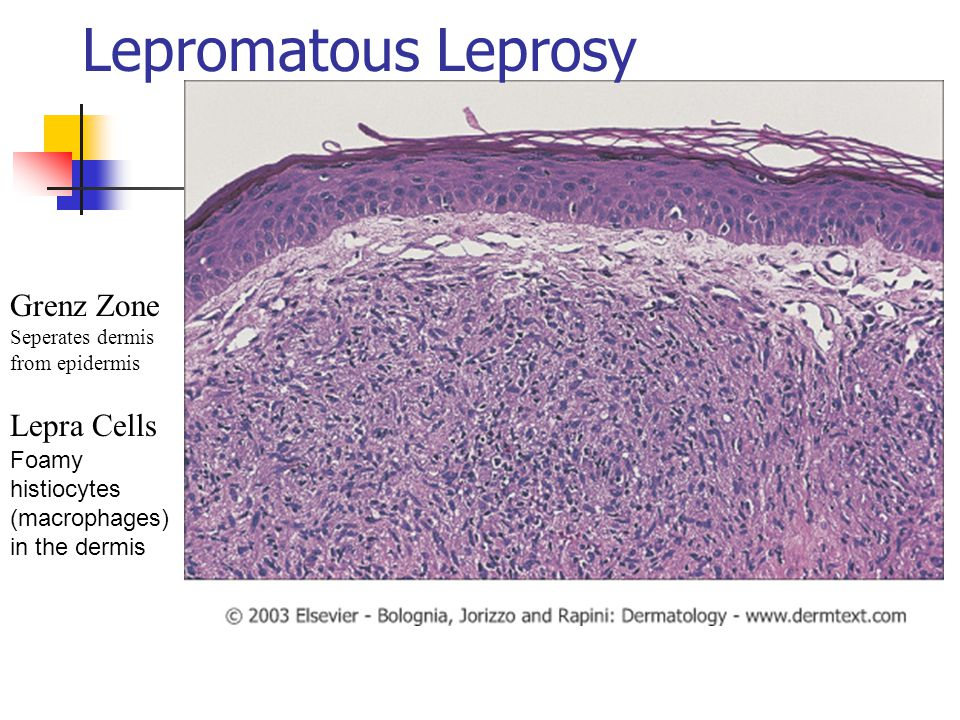 Lepromatous Leprosy
Grenz Zone
Seperates dermis
from epidermis
Lepra Cells
Foamy
histiocytes
(macrophages)
in the dermis
© 2003 Elsevier - Bolognia, Jorizzo and Rapini: Dermatology - www.dermtext.com